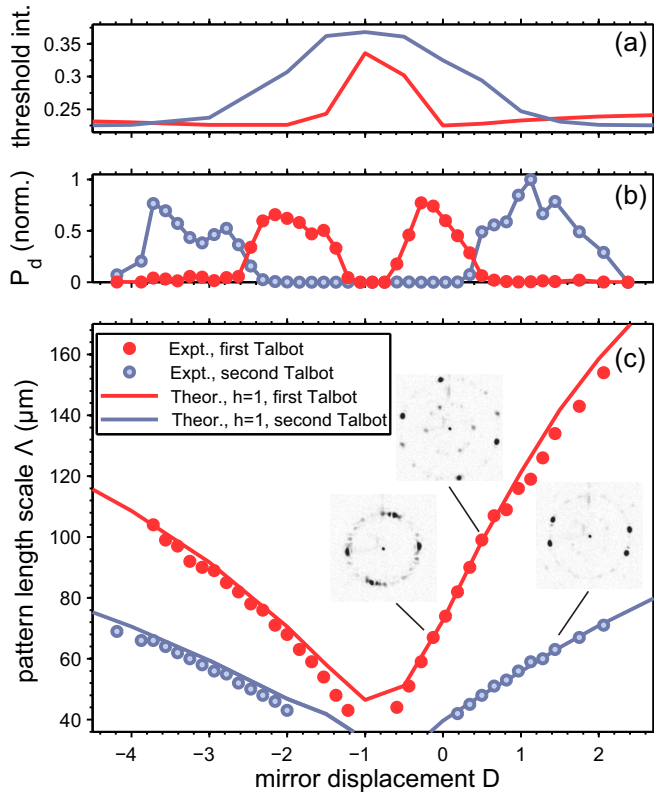 threshold int.
0.35
0.3
0.25
(a)
P_d (norm.)
1
0.5
0
(b)
pattern length scale Λ (μm)
160
140
120
100
80
60
40
(c)
Expt., first Talbot
Expt., second Talbot
Theor., h=1, first Talbot
Theor., h=1, second Talbot
−4 −3 −2 −1 0 1 2
mirror displacement D